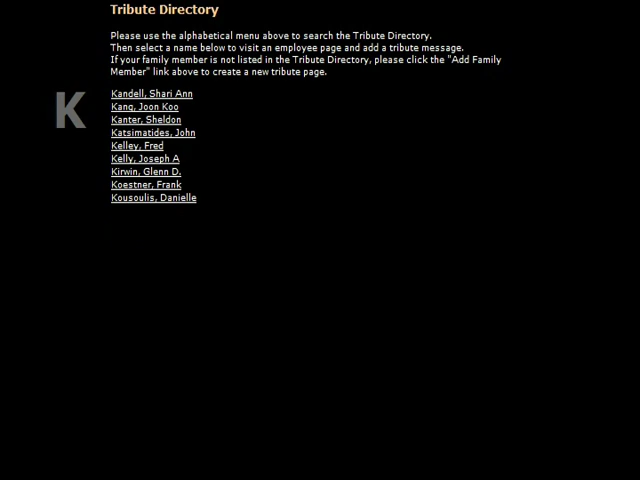 Tribute Directory
Please use the alphabetical menu above to search the Tribute Directory.
Then select a name below to visit an employee page and add a tribute message.
If your family member is not listed in the Tribute Directory, please click the "Add Family
Member" link above to create a new tribute page.
K
Kandell, Shari Ann
Kang, Joon Koo
Kanter, Sheldon
Katsimatides, John
Kelley, Fred
Kelly, Joseph A
Kirwin, Glenn D.
Koestner, Frank
Kousoulis, Danielle